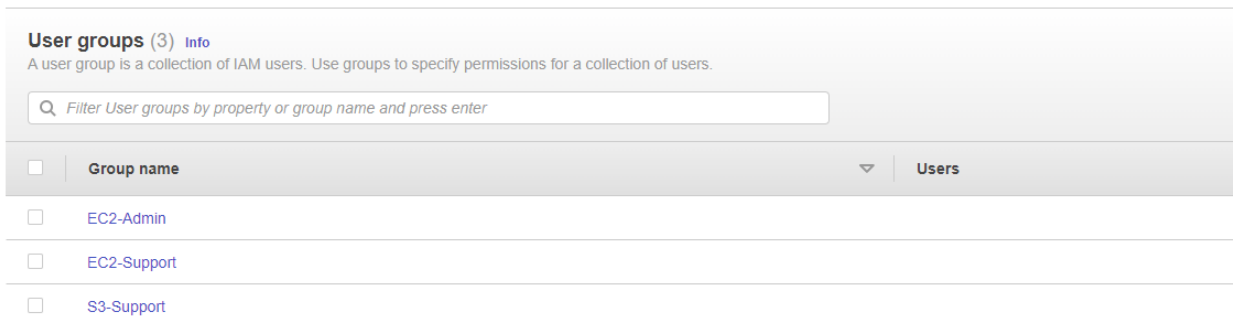 User groups (3) Info
A user group is a collection of IAM users. Use groups to specify permissions for a collection of users.
Filter User groups by property or group name and press enter
Group name Users
EC2-Admin
EC2-Support
S3-Support